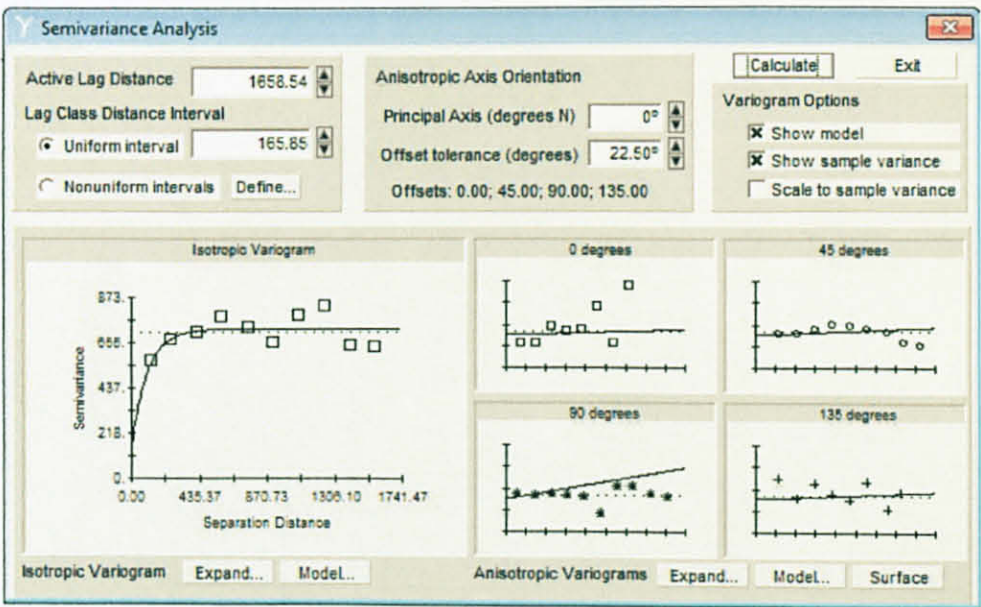 Semivariance Analysis
Active Lag Distance 1658.54
Lag Class Distance Interval
Uniform interval 165.85
Nonuniform intervals Define...
Anisotropic Axis Orientation
Principal Axis (degrees N) 0°
Offset tolerance (degrees) 22.50°
Offsets: 0.00; 45.00; 90.00; 135.00
Calculate Exit
Variogram Options
Show model
Show sample variance
Scale to sample variance
Isotropic Variogram
873.
655.
437.
218.
0.
Semivariance
0.00 435.37 870.73 1306.10 1741.47
Separation Distance
0 degrees
45 degrees
90 degrees
135 degrees
Isotropic Variogram Expand... Model...
Anisotropic Variograms Expand... Model... Surface